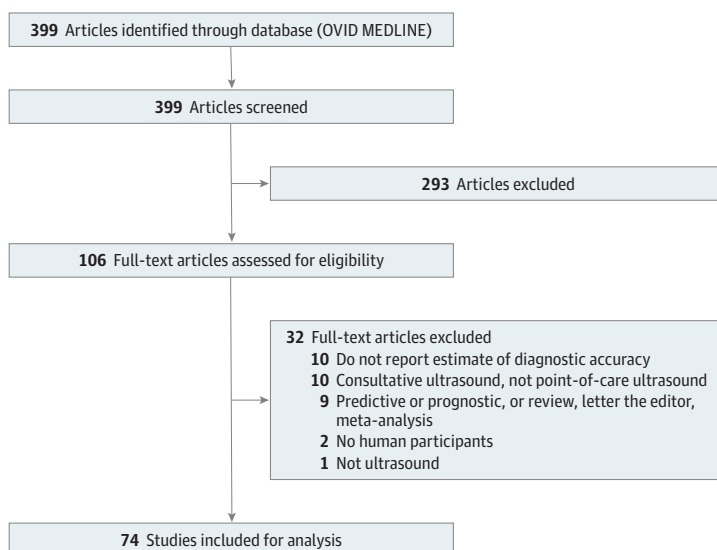 399 Articles identified through database (OVID MEDLINE)
399 Articles screened
293 Articles excluded
106 Full-text articles assessed for eligibility
32 Full-text articles excluded
10 Do not report estimate of diagnostic accuracy
10 Consultative ultrasound, not point-of-care ultrasound
9 Predictive or prognostic, or review, letter the editor,
meta-analysis
2 No human participants
1 Not ultrasound
74 Studies included for analysis